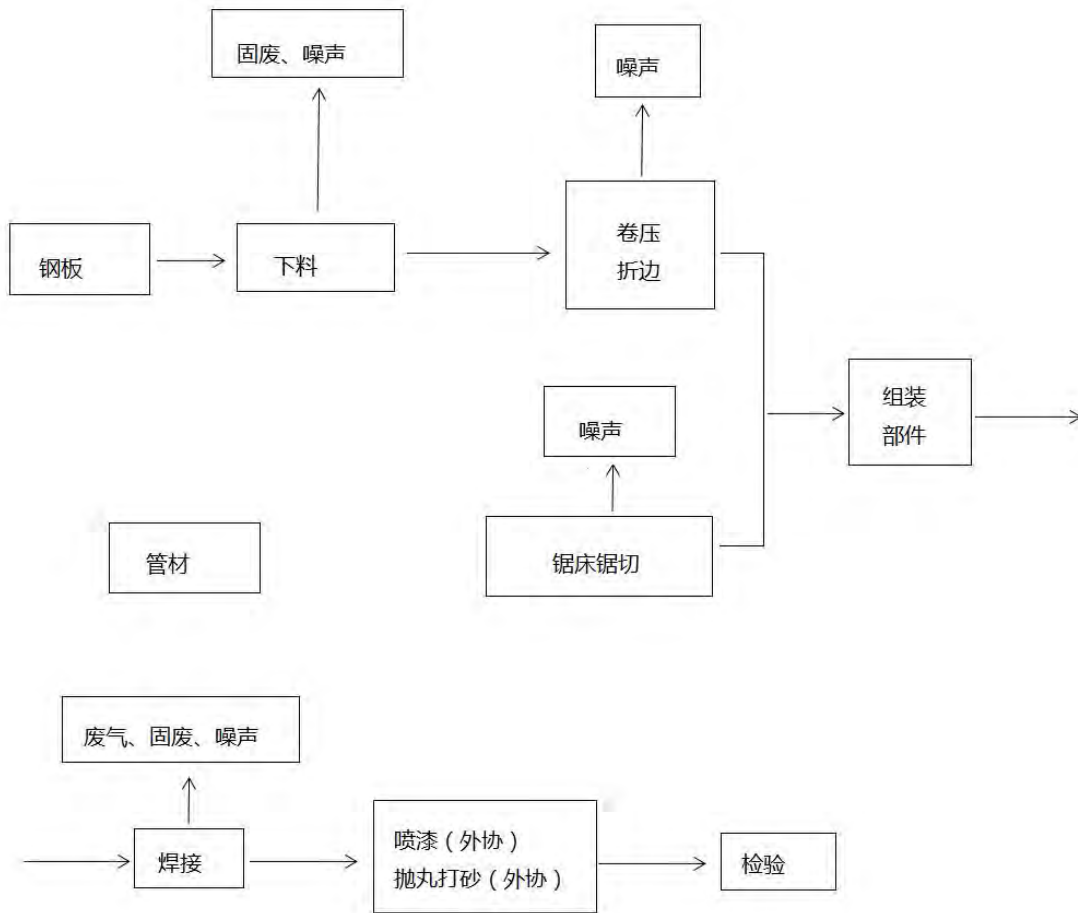 固废、噪声
噪声
钢板
下料
卷压
折边
噪声
组装
部件
管材
锯床锯切
废气、固废、噪声
焊接
喷漆（外协）
抛丸打砂（外协）
检验